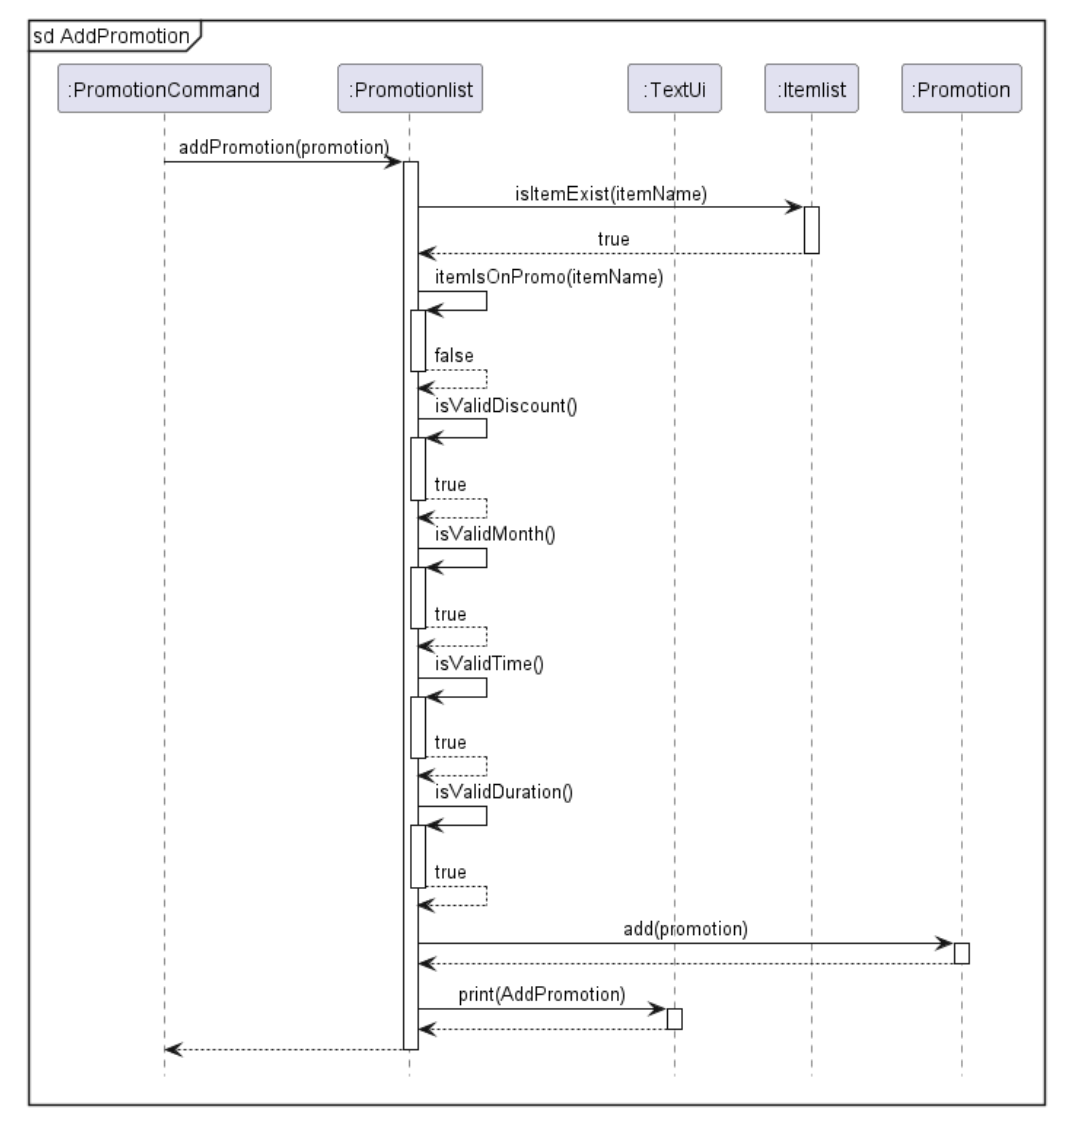 sd AddPromotion
:PromotionCommand
:Promotionlist
:TextUi
:Itemlist
:Promotion
addPromotion(promotion)
isItemExist(itemName)
true
itemIsOnPromo(itemName)
false
isValidDiscount()
true
isValidMonth()
true
isValidTime()
true
isValidDuration()
true
add(promotion)
print(AddPromotion)